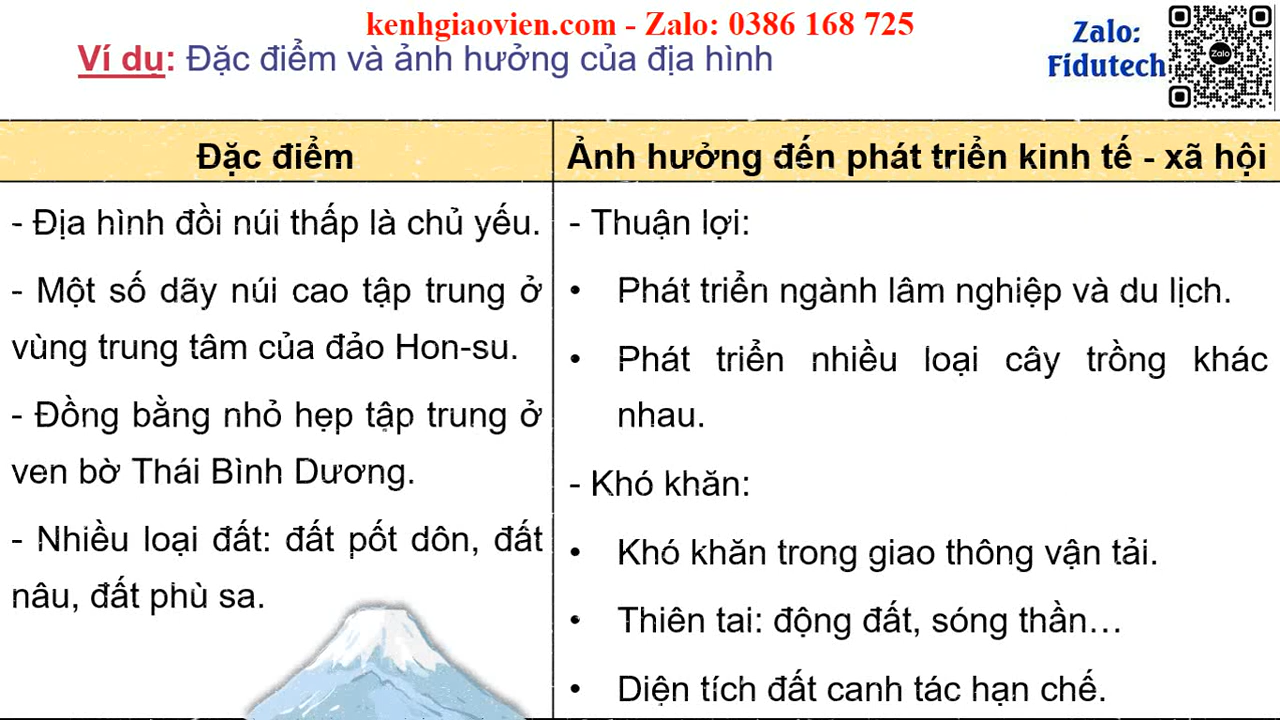 kenhgiaovien.com - Zalo: 0386 168 725
Zalo:
Fidutech
Zalo
Ví dụ: Đặc điểm và ảnh hưởng của địa hình
Đặc điểm
- Địa hình đồi núi thấp là chủ yếu.
- Một số dãy núi cao tập trung ở
vùng trung tâm của đảo Hon-su.
- Đồng bằng nhỏ hẹp tập trung ở
ven bờ Thái Bình Dương.
- Nhiều loại đất: đất pốt dôn, đất
nâu, đất phù sa.
Ảnh hưởng đến phát triển kinh tế - xã hội
- Thuận lợi:
• Phát triển ngành lâm nghiệp và du lịch.
• Phát triển nhiều loại cây trồng khác
nhau.
- Khó khăn:
• Khó khăn trong giao thông vận tải.
• Thiên tai: động đất, sóng thần…
• Diện tích đất canh tác hạn chế.